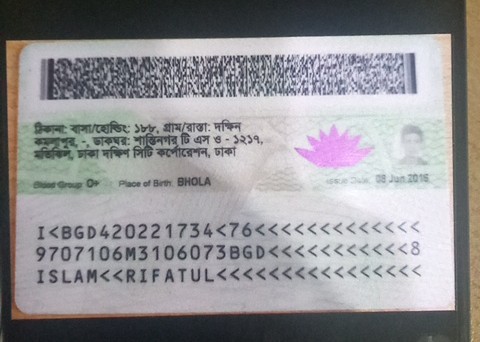 ঠিকানা: বাসা/হোল্ডিং: ১৮৮, গ্রাম/রাস্তা: দক্ষিন
কমলাপুর, -, ডাকঘর: শান্তিনগর টি এস ও - ১২১৭,
মতিঝিল, ঢাকা দক্ষিণ সিটি কর্পোরেশন, ঢাকা
Blood Group O+ Place of Birth: BHOLA Issue Date 08 Jun 2016
I<BGD420221734<76<<<<<<<<<<<<<
9707106M3106073BGD<<<<<<<<<<<8
ISLAM<<RIFATUL<<<<<<<<<<<<<<<<